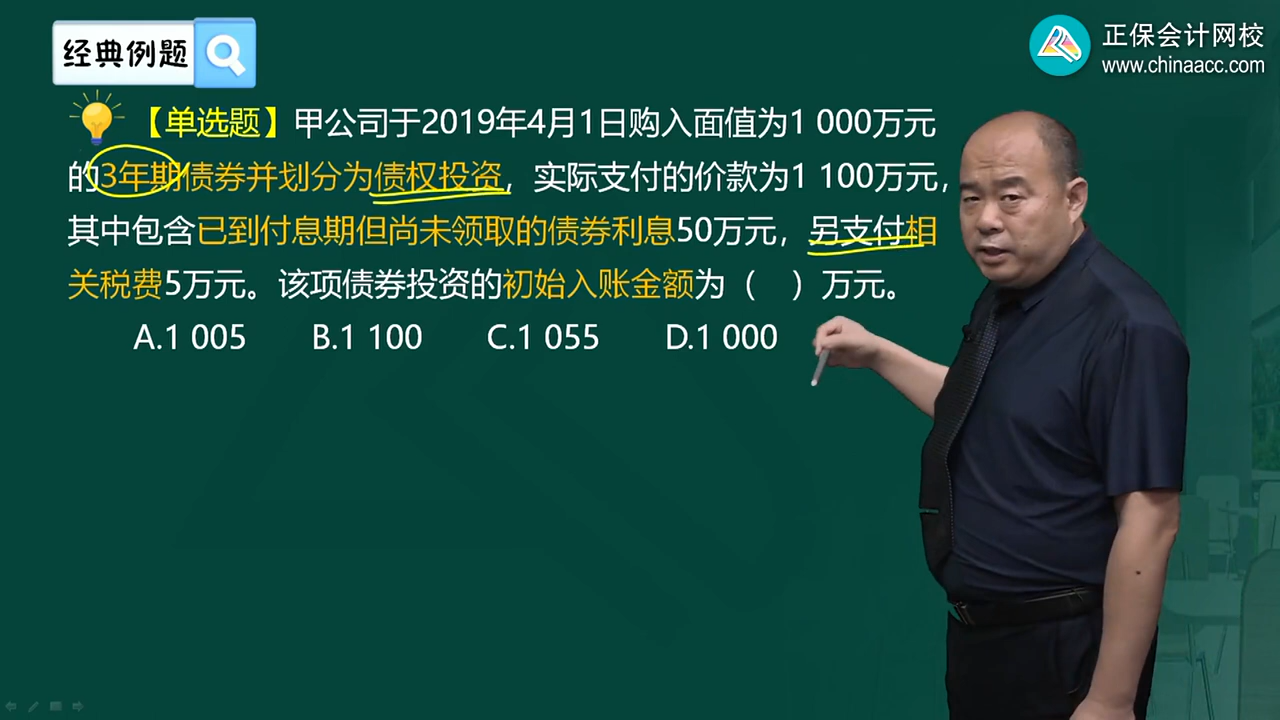 经典例题
正保会计网校
www.chinaacc.com
【单选题】甲公司于2019年4月1日购入面值为1 000万元
的3年期债券并划分为债权投资，实际支付的价款为1 100万元，
其中包含已到付息期但尚未领取的债券利息50万元，另支付相
关税费5万元。该项债券投资的初始入账金额为（　）万元。
A.1 005 B.1 100 C.1 055 D.1 000